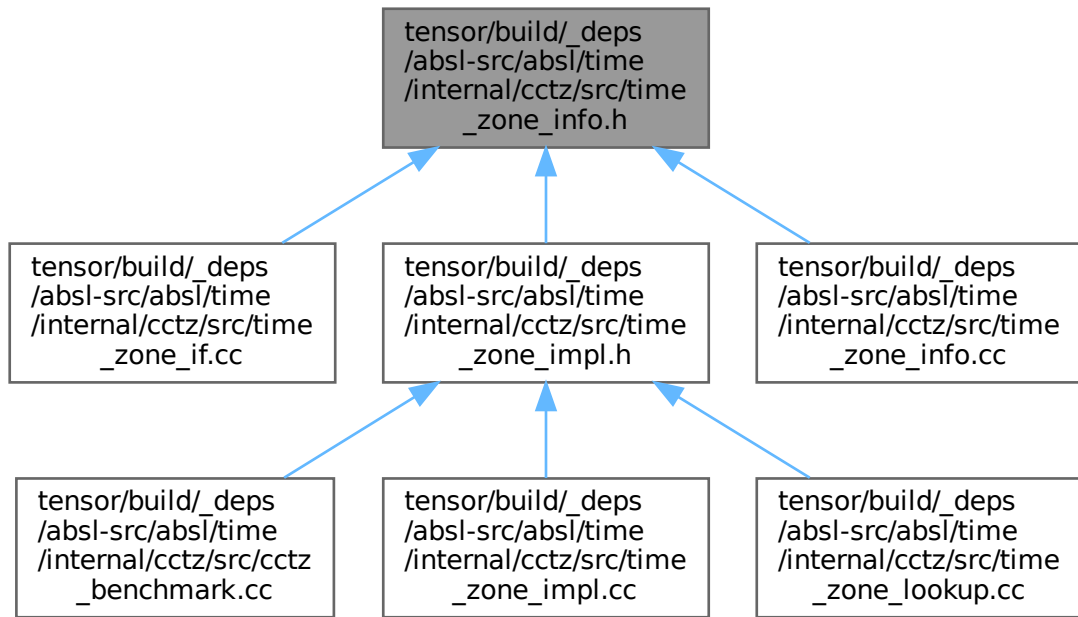 tensor/build/_deps
/absl-src/absl/time
/internal/cctz/src/time
_zone_info.h
tensor/build/_deps
/absl-src/absl/time
/internal/cctz/src/time
_zone_if.cc
tensor/build/_deps
/absl-src/absl/time
/internal/cctz/src/time
_zone_impl.h
tensor/build/_deps
/absl-src/absl/time
/internal/cctz/src/time
_zone_info.cc
tensor/build/_deps
/absl-src/absl/time
/internal/cctz/src/cctz
_benchmark.cc
tensor/build/_deps
/absl-src/absl/time
/internal/cctz/src/time
_zone_impl.cc
tensor/build/_deps
/absl-src/absl/time
/internal/cctz/src/time
_zone_lookup.cc